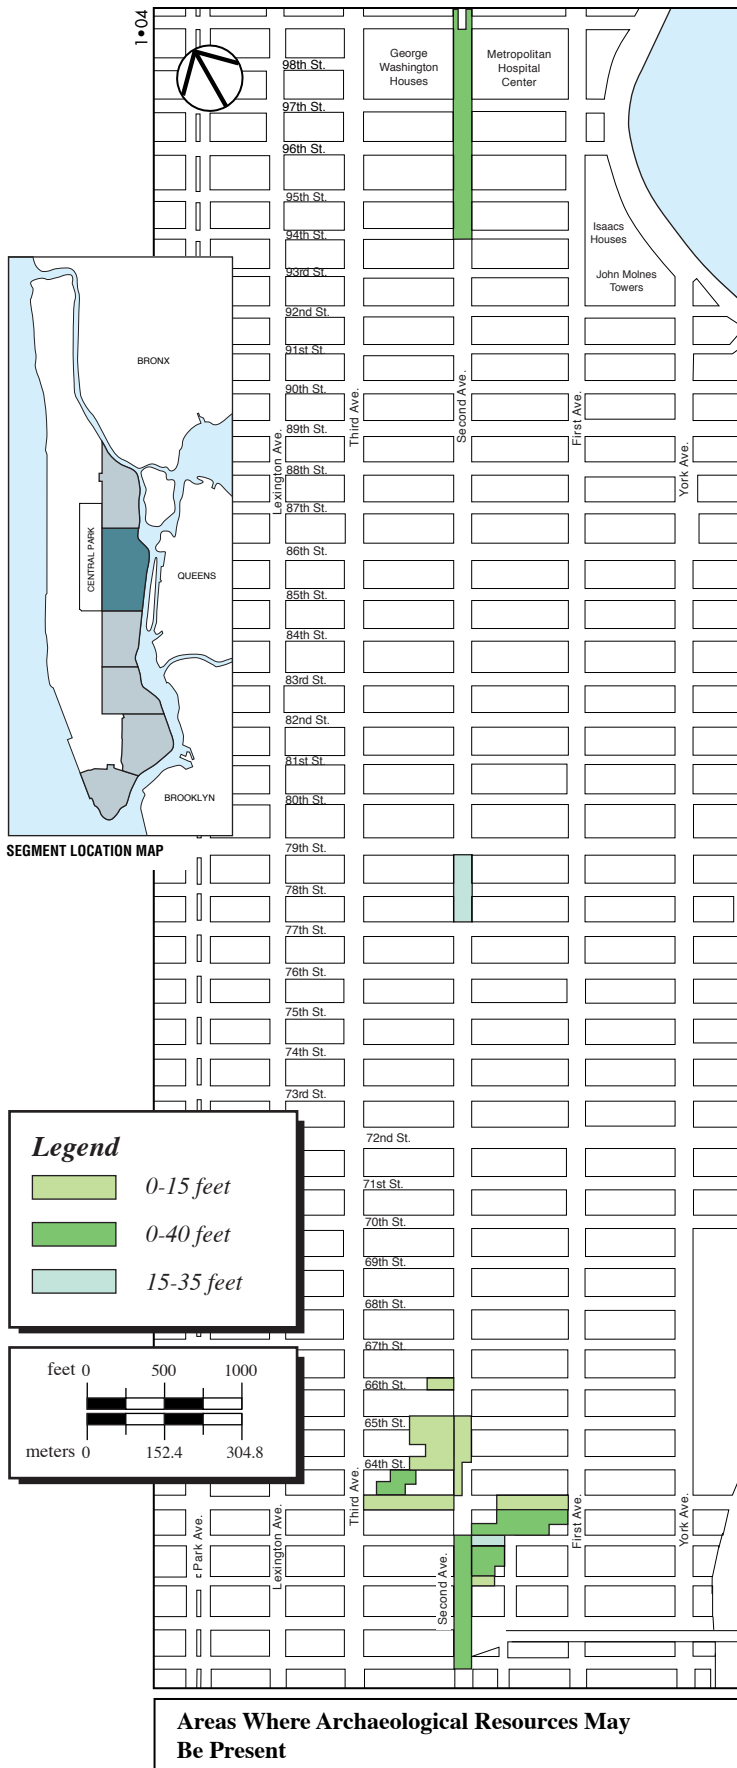 1•04
George
Washington
Houses
Metropolitan
Hospital
Center
98th St.
97th St.
96th St.
95th St.
94th St.
Isaacs
Houses
93rd St.
John Molnes
Towers
92nd St.
91st St.
90th St.
89th St.
88th St.
87th St.
86th St.
85th St.
84th St.
83rd St.
82nd St.
81st St.
80th St.
79th St.
78th St.
77th St.
76th St.
75th St.
74th St.
73rd St.
72nd St.
71st St.
70th St.
69th St.
68th St.
67th St.
66th St.
65th St.
64th St.
Lexington Ave.
Third Ave.
Second Ave.
First Ave.
York Ave.
BRONX
CENTRAL PARK
QUEENS
BROOKLYN
SEGMENT LOCATION MAP
Legend
0-15 feet
0-40 feet
15-35 feet
feet 0 500 1000
meters 0 152.4 304.8
Park Ave.
Lexington Ave.
Third Ave.
Second Ave.
First Ave.
York Ave.
Areas Where Archaeological Resources May
Be Present